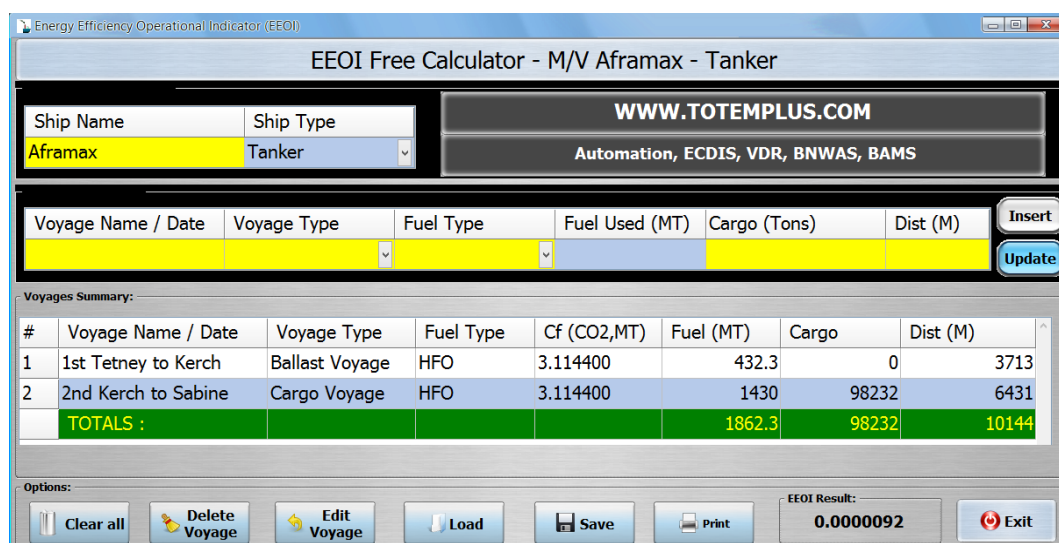 Energy Efficiency Operational Indicator (EEOI)
EEOI Free Calculator - M/V Aframax - Tanker
Ship Name Ship Type
Aframax Tanker
WWW.TOTEMPLUS.COM
Automation, ECDIS, VDR, BNWAS, BAMS
Voyage Name / Date Voyage Type Fuel Type Fuel Used (MT) Cargo (Tons) Dist (M)
Insert
Update
Voyages Summary:
# Voyage Name / Date Voyage Type Fuel Type Cf (CO2,MT) Fuel (MT) Cargo Dist (M)
1 1st Tetney to Kerch Ballast Voyage HFO 3.114400 432.3 0 3713
2 2nd Kerch to Sabine Cargo Voyage HFO 3.114400 1430 98232 6431
TOTALS : 1862.3 98232 10144
Options:
Clear all
Delete
Voyage
Edit
Voyage
Load
Save
Print
EEOI Result:
0.0000092
Exit